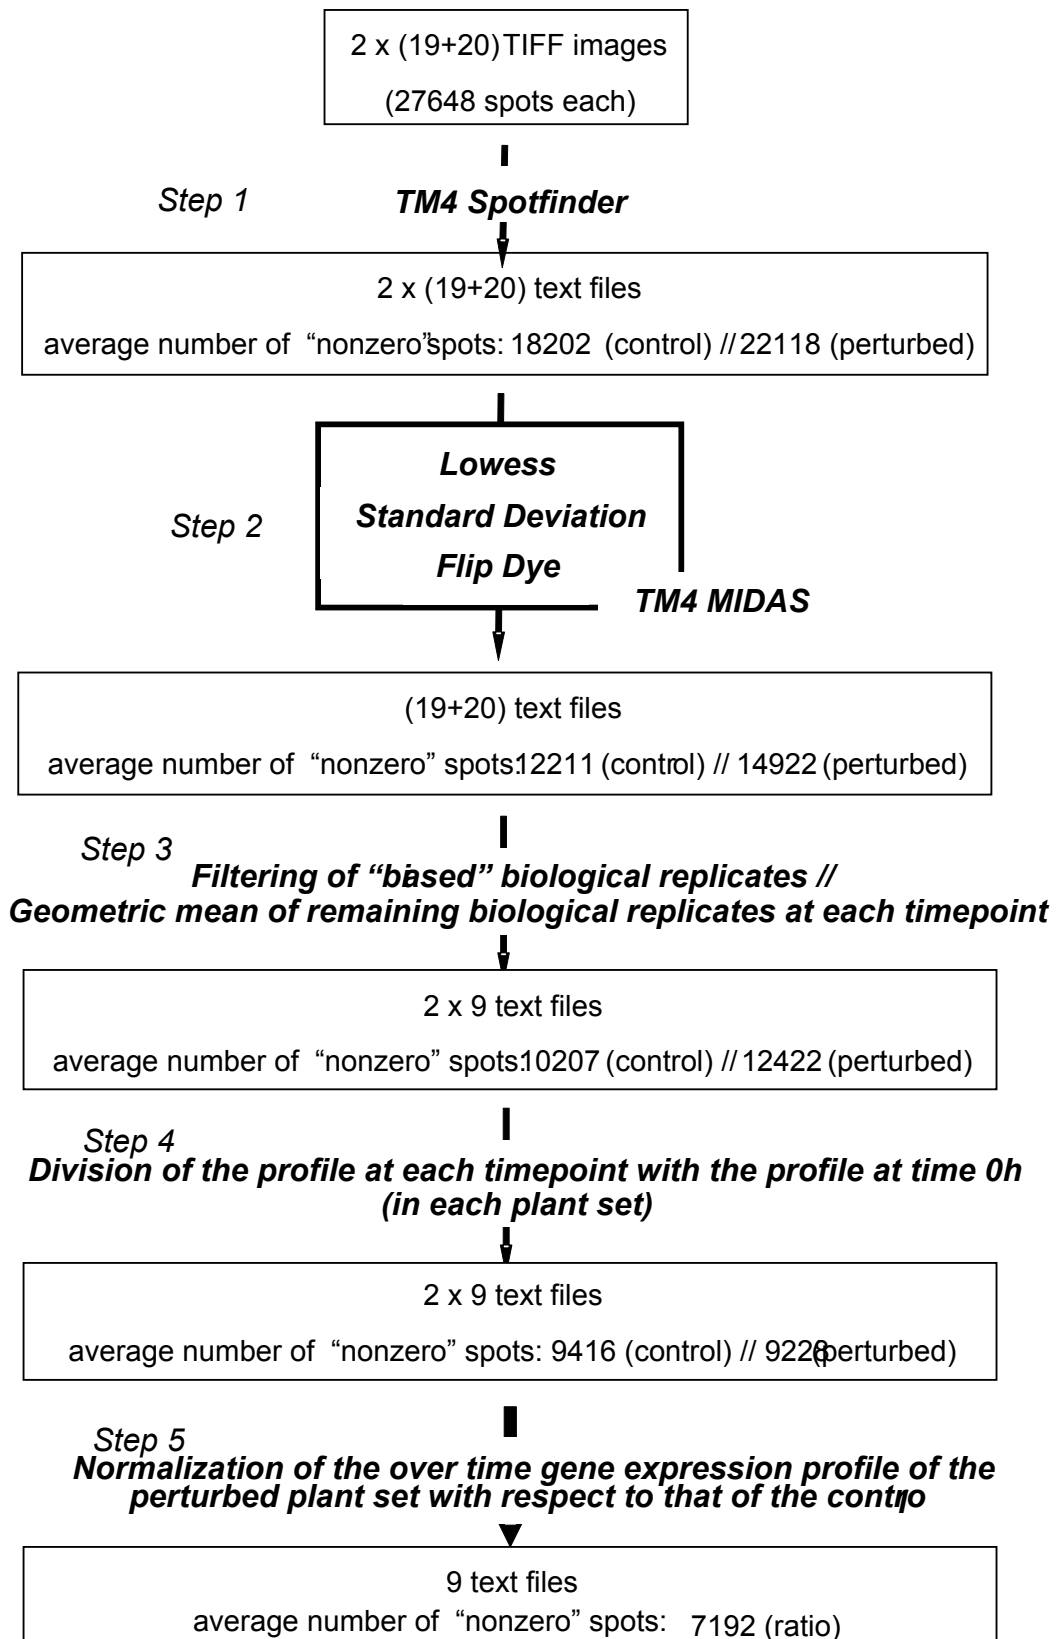 2 x (19+20) TIFF images
(27648 spots each)
Step 1
TM4 Spotfinder
2 x (19+20) text files
average number of “nonzero” spots: 18202 (control) // 22118 (perturbed)
Lowess
Standard Deviation
Step 2
Flip Dye
TM4 MIDAS
(19+20) text files
average number of “nonzero” spots: 12211 (control) // 14922 (perturbed)
Step 3
Filtering of “biased” biological replicates //
Geometric mean of remaining biological replicates at each timepoint
2 x 9 text files
average number of “nonzero” spots: 10207 (control) // 12422 (perturbed)
Step 4
Division of the profile at each timepoint with the profile at time 0h
(in each plant set)
2 x 9 text files
average number of “nonzero” spots: 9416 (control) // 9228 (perturbed)
Step 5
Normalization of the over time gene expression profile of the
perturbed plant set with respect to that of the control
9 text files
average number of “nonzero” spots: 7192 (ratio)